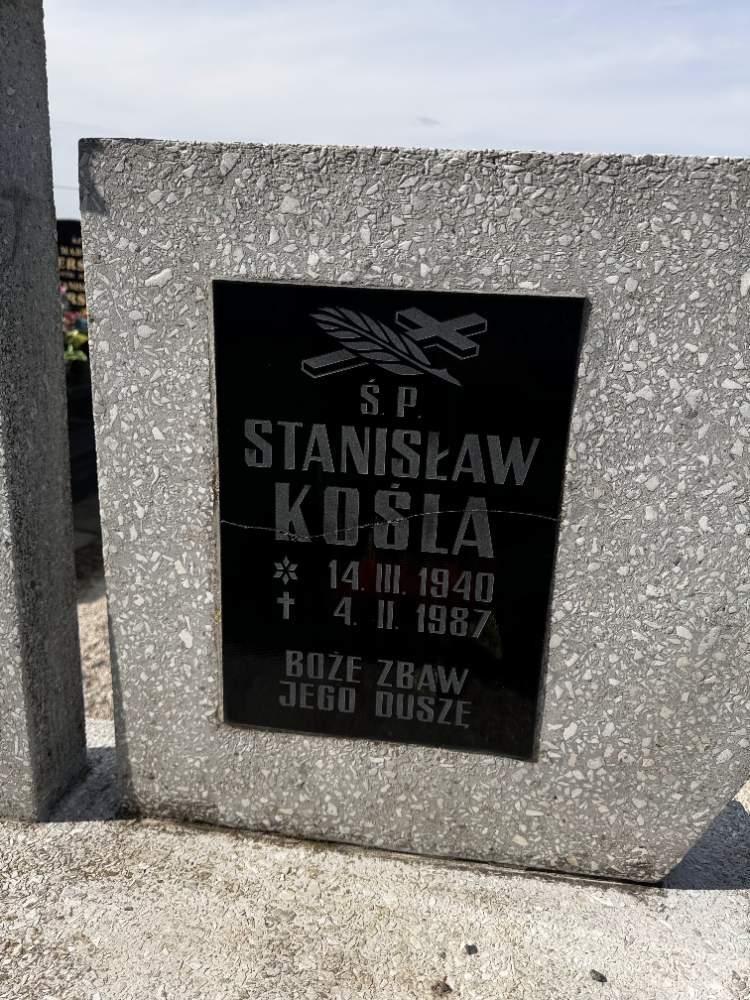 Ś. P.
STANISŁAW
KOŚLA
14. III. 1940
4. II. 1987
BOŻE ZBAW
JEGO DUSZĘ